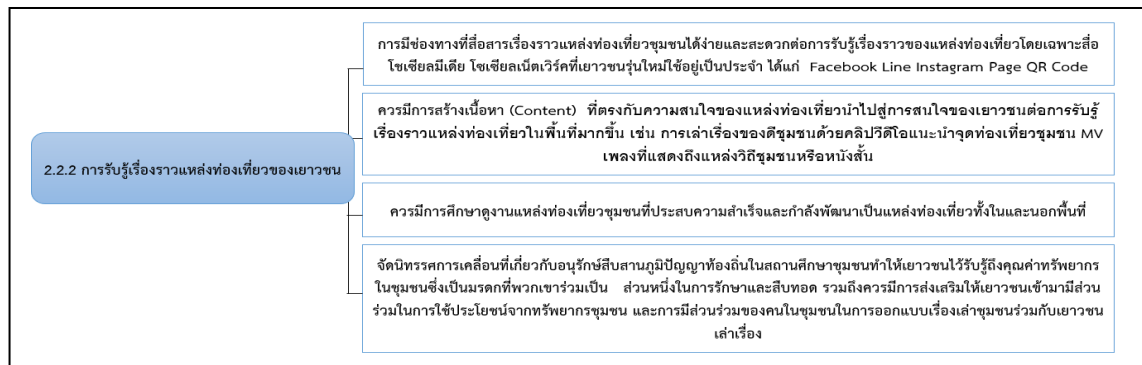 การมีช่องทางที่สื่อสารเรื่องราวแหล่งท่องเที่ยวชุมชนได้ง่ายและสะดวกต่อการรับรู้เรื่องราวของแหล่งท่องเที่ยวโดยเฉพาะสื่อ
โซเชียลมีเดีย โซเชียลเน็ตเวิร์คที่เยาวชนรุ่นใหม่ใช้อยู่เป็นประจำ ได้แก่ Facebook Line Instagram Page QR Code
ควรมีการสร้างเนื้อหา (Content) ที่ตรงกับความสนใจของแหล่งท่องเที่ยวนำไปสู่การสนใจของเยาวชนต่อการรับรู้
เรื่องราวแหล่งท่องเที่ยวในพื้นที่มากขึ้น เช่น การเล่าเรื่องของดีชุมชนด้วยคลิปวีดีโอแนะนำจุดท่องเที่ยวชุมชน MV
เพลงที่แสดงถึงแหล่งวิถีชุมชนหรือหนังสั้น
2.2.2 การรับรู้เรื่องราวแหล่งท่องเที่ยวของเยาวชน
ควรมีการศึกษาดูงานแหล่งท่องเที่ยวชุมชนที่ประสบความสำเร็จและกำลังพัฒนาเป็นแหล่งท่องเที่ยวทั้งในและนอกพื้นที่
จัดนิทรรศการเคลื่อนที่เกี่ยวกับอนุรักษ์สืบสานภูมิปัญญาท้องถิ่นในสถานศึกษาชุมชนทำให้เยาวชนไว้รับรู้ถึงคุณค่าทรัพยากร
ในชุมชนซึ่งเป็นมรดกที่พวกเขาร่วมเป็น ส่วนหนึ่งในการรักษาและสืบทอด รวมถึงควรมีการส่งเสริมให้เยาวชนเข้ามามีส่วน
ร่วมในการใช้ประโยชน์จากทรัพยากรชุมชน และการมีส่วนร่วมของคนในชุมชนในการออกแบบเรื่องเล่าชุมชนร่วมกับเยาวชน
เล่าเรื่อง